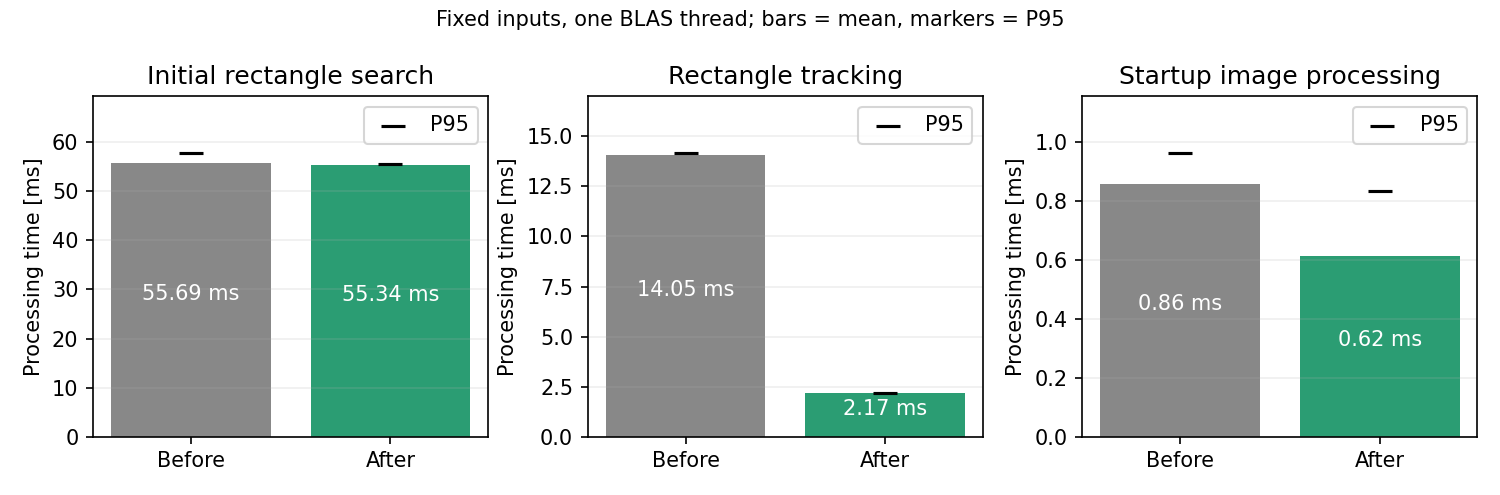 Fixed inputs, one BLAS thread; bars = mean, markers = P95
Initial rectangle search
P95
Processing time [ms]
60
50
40
30
20
10
0
55.69 ms
55.34 ms
Before
After
Rectangle tracking
P95
Processing time [ms]
15.0
12.5
10.0
7.5
5.0
2.5
0.0
14.05 ms
2.17 ms
Before
After
Startup image processing
P95
Processing time [ms]
1.0
0.8
0.6
0.4
0.2
0.0
0.86 ms
0.62 ms
Before
After